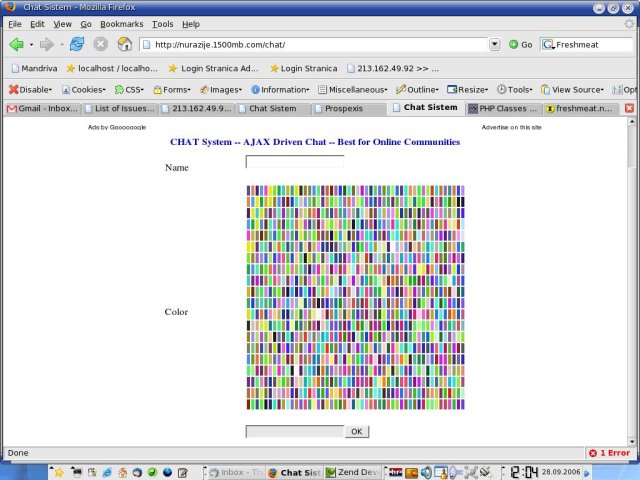 Chat Sistem - Mozilla Firefox
File Edit View Go Bookmarks Tools Help
http://nurazije.1500mb.com/chat/ Go Freshmeat
Mandriva localhost / localho... Login Stranica Ad... Login Stranica 213.162.49.92 >> ...
Disable Cookies CSS Forms Images Information Miscellaneous Outline Resize Tools View Source Opt
Gmail - Inbox... List of Issues... 213.162.49.9... Chat Sistem Prospexis Chat Sistem PHP Classes ... freshmeat.n...
Ads by Goooooogle Advertise on this site
CHAT System -- AJAX Driven Chat -- Best for Online Communities
Name
Color
OK
Done 1 Error
Inbox - Th Chat Sist Zend Deve 12:04 28.09.2006